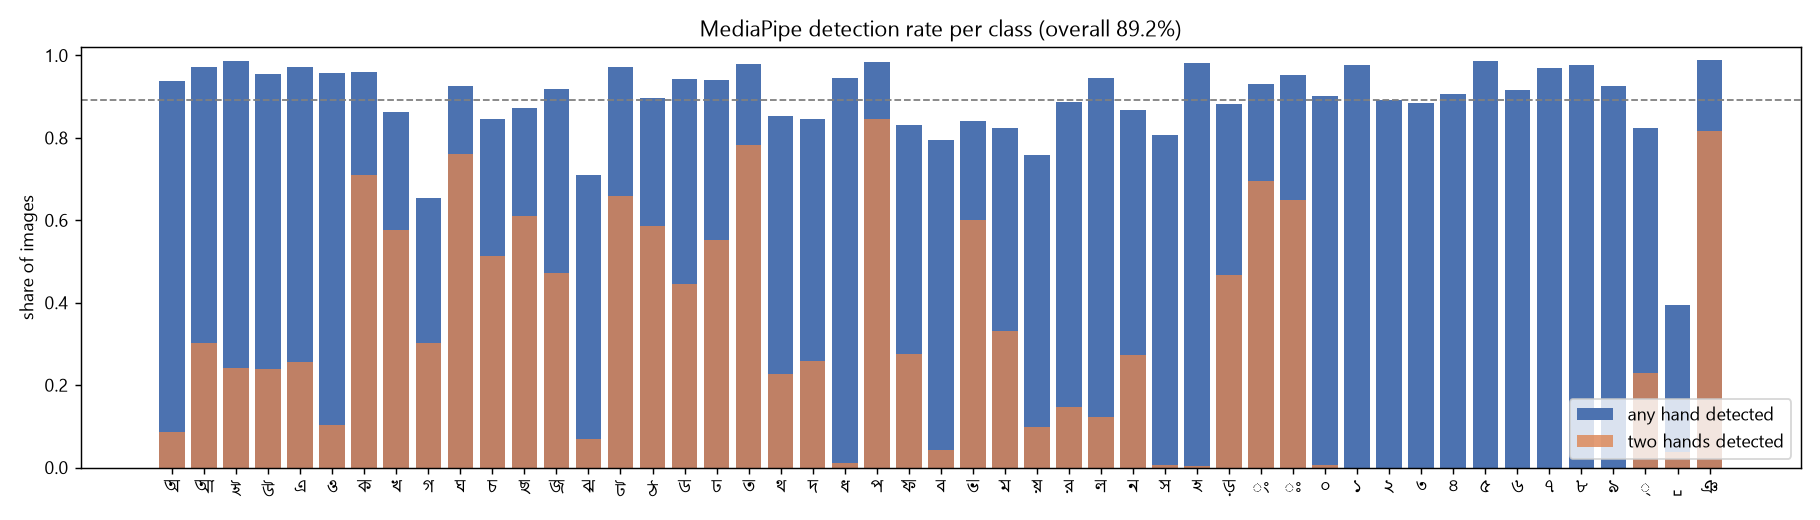 MediaPipe detection rate per class (overall 89.2%)
share of images
1.0
0.8
0.6
0.4
0.2
0.0
any hand detected
two hands detected
অ আ ই উ এ ও ক খ গ ঘ চ ছ জ ঝ ট ঠ ড ঢ ত থ দ ধ প ফ ব ভ ম য় র ল ন স হ ড় ং ঃ ০ ১ ২ ৩ ৪ ৫ ৬ ৭ ৮ ৯ ্ ␣ ঞ